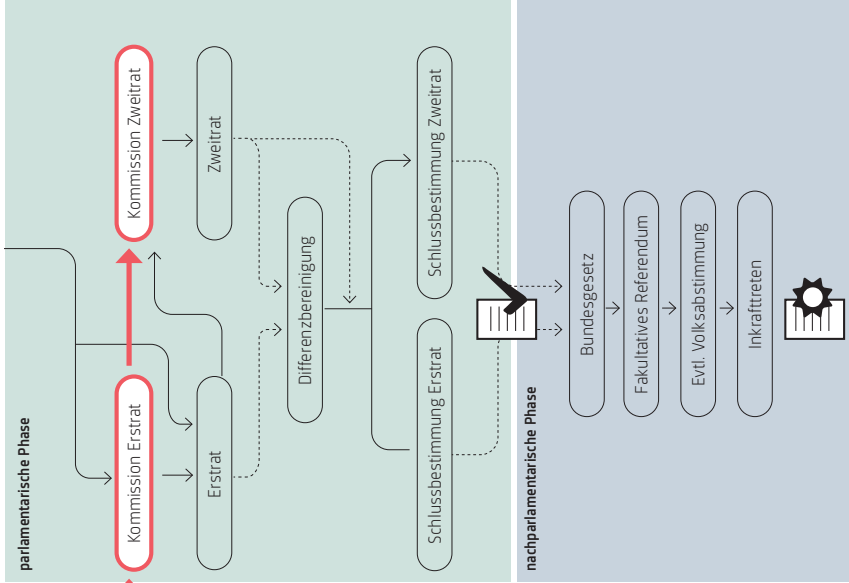 parlamentarische Phase
Kommission Erstrat
Kommission Zweitrat
Erstrat
Zweitrat
Differenzbereinigung
Schlussbestimmung Erstrat
Schlussbestimmung Zweitrat
nachparlamentarische Phase
Bundesgesetz
Fakultatives Referendum
Evtl. Volksabstimmung
Inkrafttreten